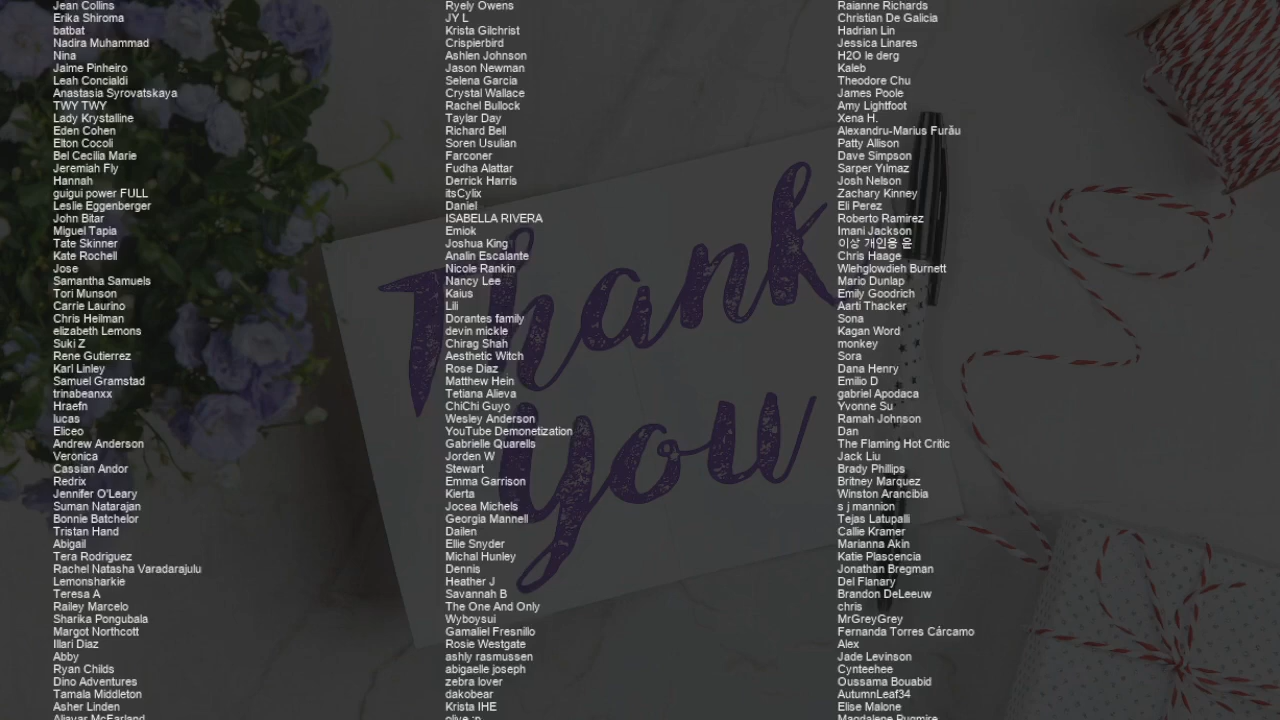 Jean Collins
Erika Shiroma
batbat
Nadira Muhammad
Nina
Jaime Pinheiro
Leah Concialdi
Anastasia Syrovatskaya
TWY TWY
Lady Krystalline
Eden Cohen
Elton Cocoli
Bel Cecilia Marie
Jeremiah Fly
Hannah
guigui power FULL
Leslie Eggenberger
John Bitar
Miguel Tapia
Tate Skinner
Kate Rochell
Jose
Samantha Samuels
Tori Munson
Carrie Laurino
Chris Heilman
elizabeth Lemons
Suki Z
Rene Gutierrez
Karl Linley
Samuel Gramstad
trinabeanxx
Hraefn
lucas
Eliceo
Andrew Anderson
Veronica
Cassian Andor
Redrix
Jennifer O'Leary
Suman Natarajan
Bonnie Batchelor
Tristan Hand
Abigail
Tera Rodriguez
Rachel Natasha Varadarajulu
Lemonsharkie
Teresa A
Railey Marcelo
Sharika Pongubala
Margot Northcott
Illari Diaz
Abby
Ryan Childs
Dino Adventures
Tamala Middleton
Asher Linden
Aliayar McFarland
Ryely Owens
JY L
Krista Gilchrist
Crispierbird
Ashlen Johnson
Jason Newman
Selena Garcia
Crystal Wallace
Rachel Bullock
Taylar Day
Richard Bell
Soren Usulian
Farconer
Fudha Alattar
Derrick Harris
itsCylix
Daniel
ISABELLA RIVERA
Emiok
Joshua King
Analin Escalante
Nicole Rankin
Nancy Lee
Kaius
Lili
Dorantes family
devin mickle
Chirag Shah
Aesthetic Witch
Rose Diaz
Matthew Hein
Tetiana Alieva
ChiChi Guyo
Wesley Anderson
YouTube Demonetization
Gabrielle Quarells
Jorden W
Stewart
Emma Garrison
Kierta
Jocea Michels
Georgia Mannell
Dailen
Ellie Snyder
Michal Hunley
Dennis
Heather J
Savannah B
The One And Only
Wyboysui
Gamaliel Fresnillo
Rosie Westgate
ashly rasmussen
abigaelle joseph
zebra lover
dakobear
Krista IHE
olive :p
Raianne Richards
Christian De Galicia
Hadrian Lin
Jessica Linares
H2O le derg
Kaleb
Theodore Chu
James Poole
Amy Lightfoot
Xena H.
Alexandru-Marius Furău
Patty Allison
Dave Simpson
Sarper Yılmaz
Josh Nelson
Zachary Kinney
Eli Perez
Roberto Ramirez
Imani Jackson
이상 개인용 윤
Chris Haage
Wlehglowdieh Burnett
Mario Dunlap
Emily Goodrich
Aarti Thacker
Sona
Kagan Word
monkey
Sora
Dana Henry
Emilio D
gabriel Apodaca
Yvonne Su
Ramah Johnson
Dan
The Flaming Hot Critic
Jack Liu
Brady Phillips
Britney Marquez
Winston Arancibia
s j mannion
Tejas Latupalli
Callie Kramer
Marianna Akin
Katie Plascencia
Jonathan Bregman
Del Flanary
Brandon DeLeeuw
chris
MrGreyGrey
Fernanda Torres Cárcamo
Alex
Jade Levinson
Cynteehee
Oussama Bouabid
AutumnLeaf34
Elise Malone
Magdalene Pugmire
Thank
you